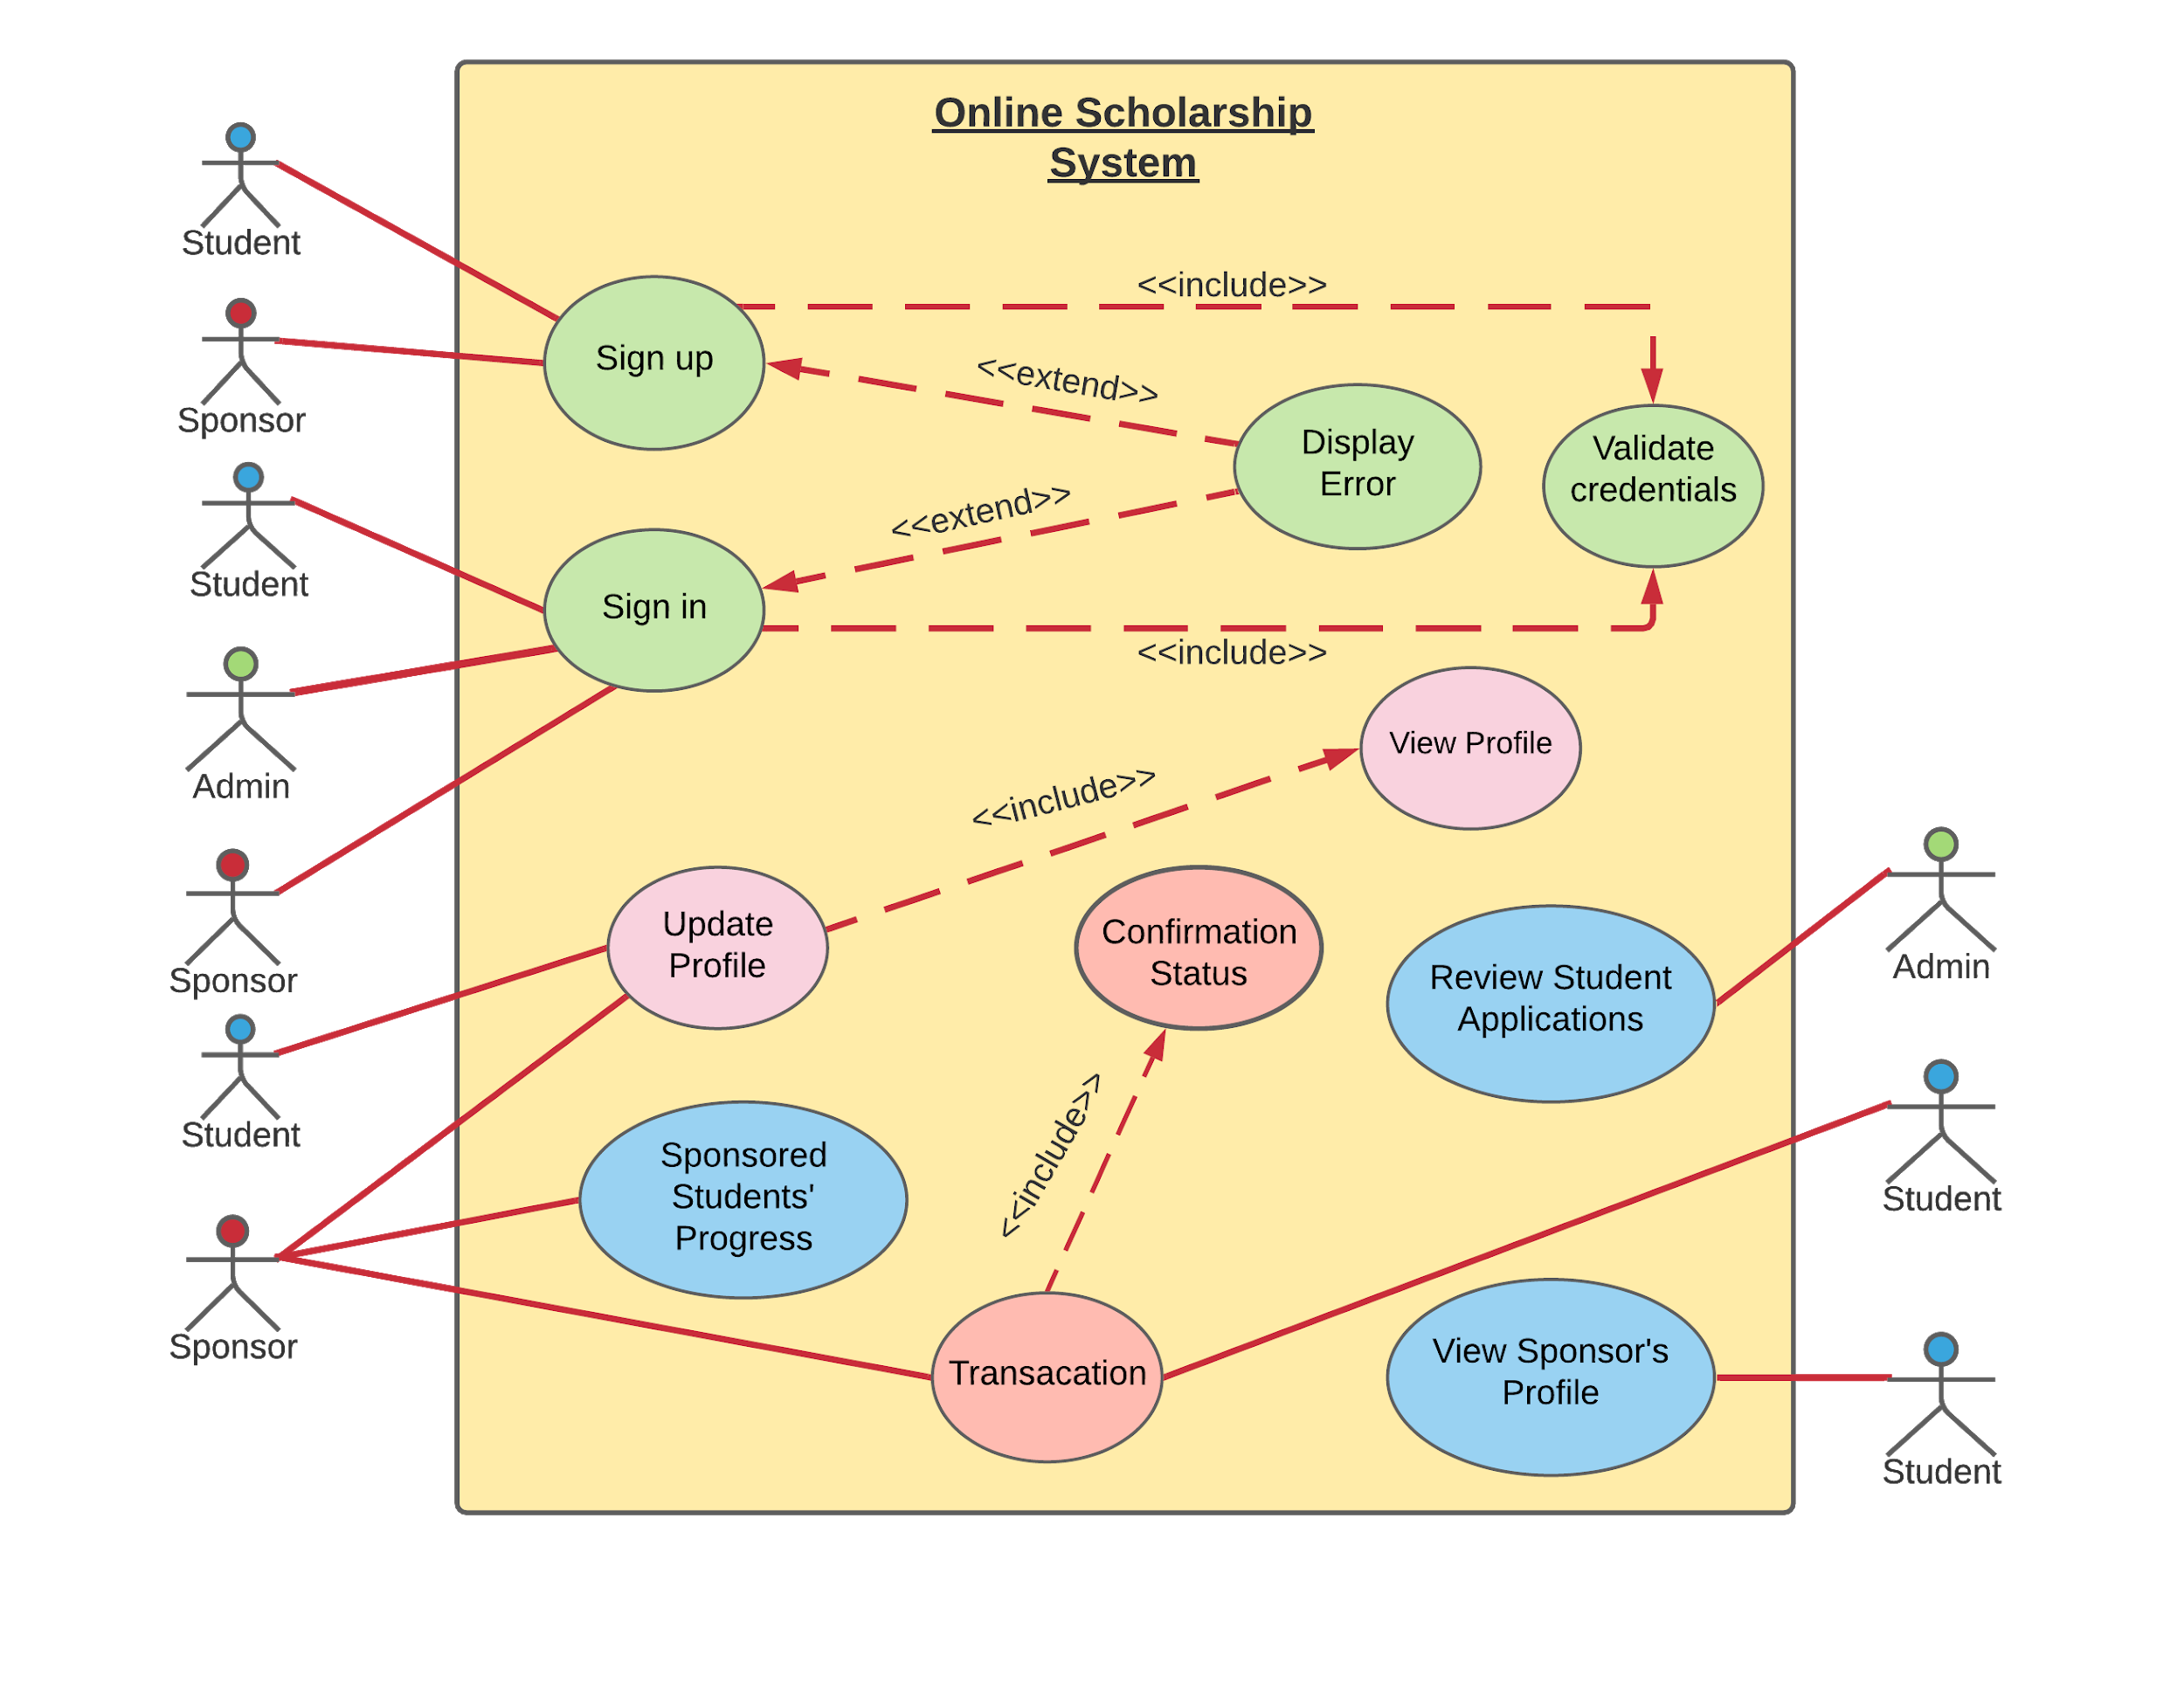 Online Scholarship
System
Student
Sponsor
Student
Admin
Sponsor
Student
Sponsor
Sign up
<<include>>
<<extend>>
Display
Error
Validate
credentials
<<extend>>
Sign in
<<include>>
View Profile
<<include>>
Update
Profile
Confirmation
Status
Review Student
Applications
Sponsored
Students'
Progress
<<include>>
Transacation
View Sponsor's
Profile
Admin
Student
Student